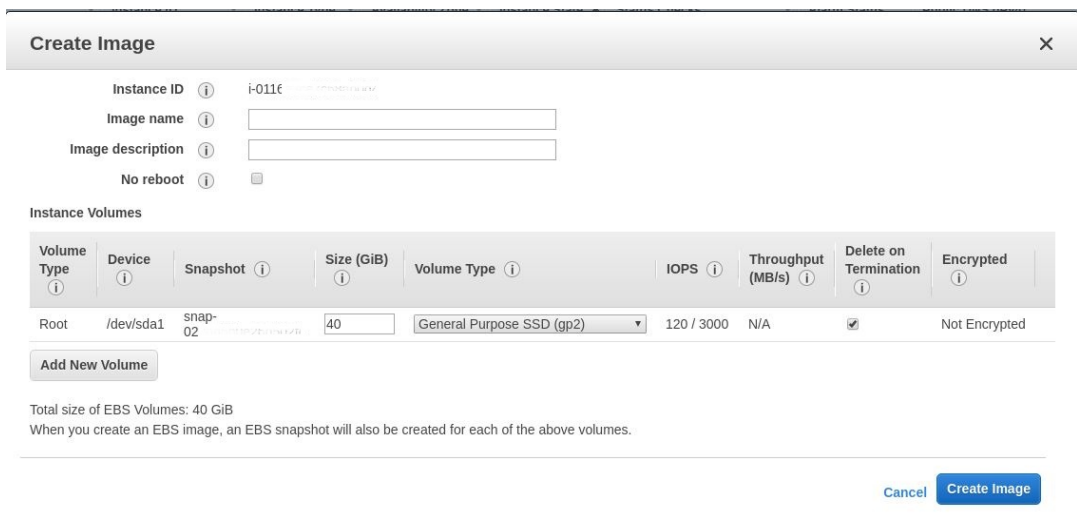 Create Image
Instance ID i-0116
Image name
Image description
No reboot
Instance Volumes
Volume Type Device Snapshot Size (GiB) Volume Type IOPS Throughput (MB/s) Delete on Termination Encrypted
Root /dev/sda1 snap-02 40 General Purpose SSD (gp2) 120 / 3000 N/A Not Encrypted
Add New Volume
Total size of EBS Volumes: 40 GiB
When you create an EBS image, an EBS snapshot will also be created for each of the above volumes.
Cancel Create Image